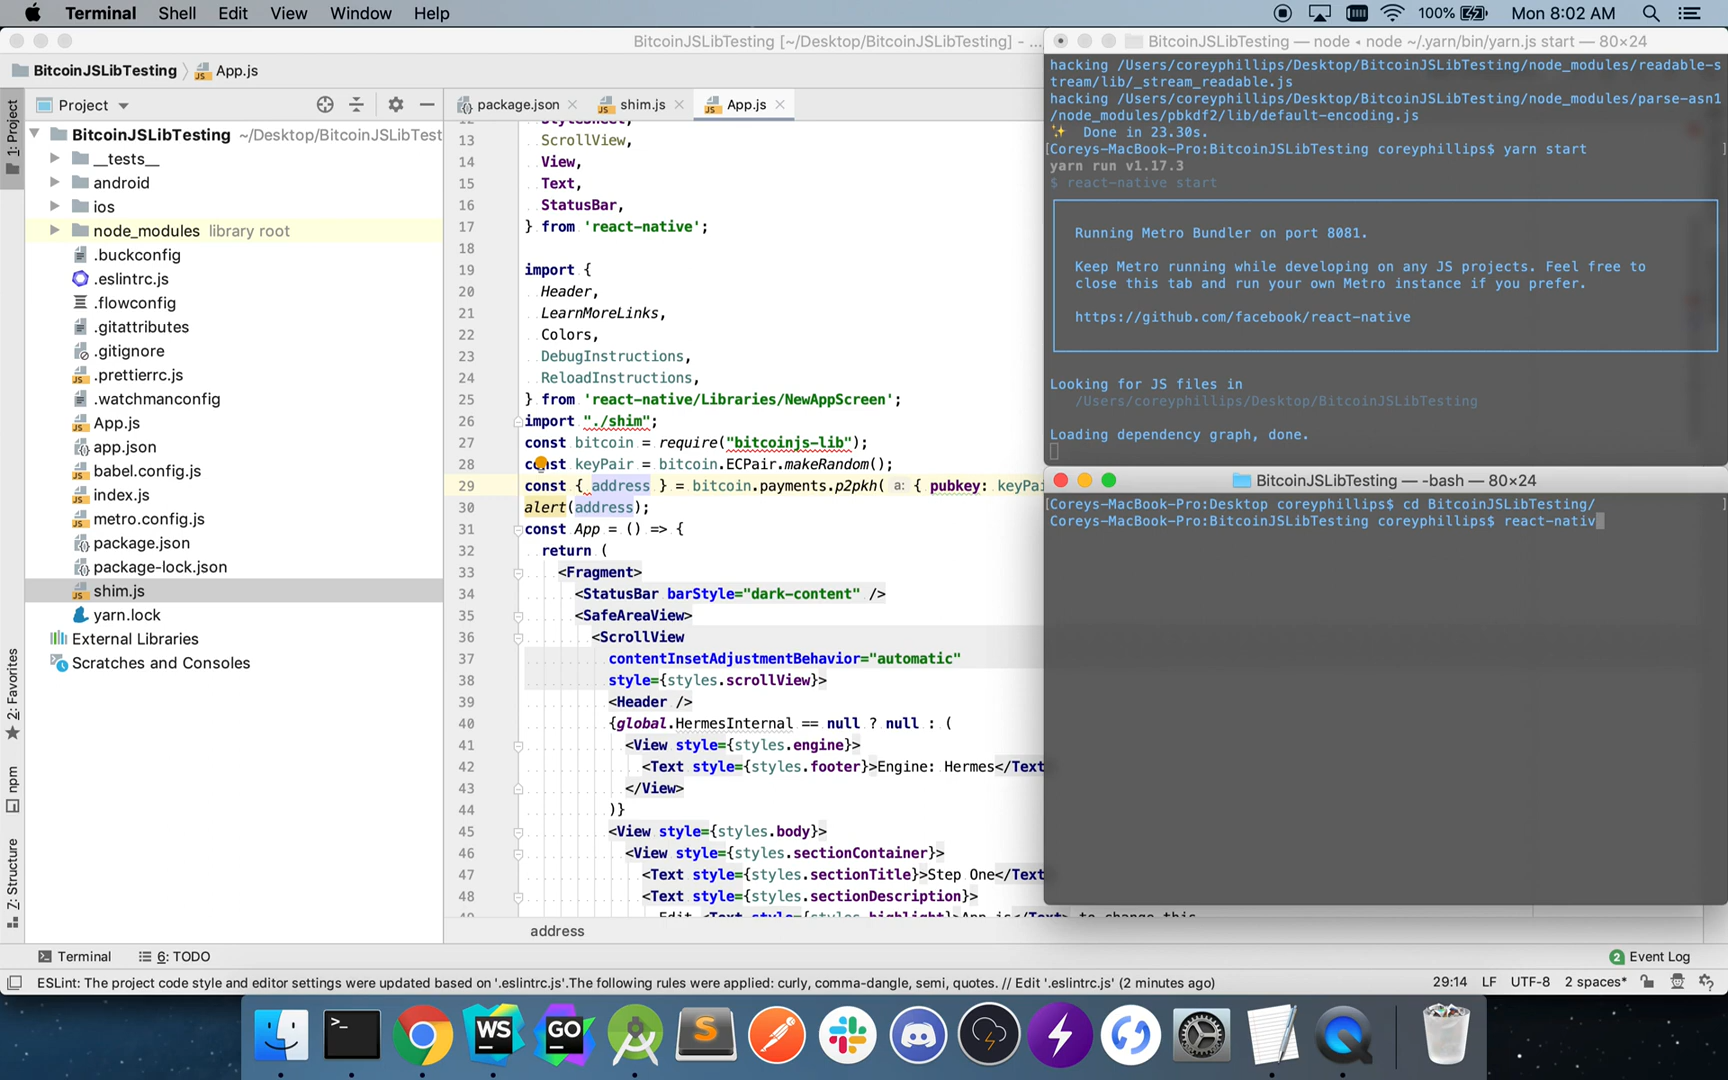 Terminal Shell Edit View Window Help
100% Mon 8:02 AM
BitcoinJSLibTesting [~/Desktop/BitcoinJSLibTesting] - ...
BitcoinJSLibTesting App.js
Project
package.json shim.js App.js
1: Project
2: Favorites
npm
7: Structure
BitcoinJSLibTesting ~/Desktop/BitcoinJSLibTest
__tests__
android
ios
node_modules library root
.buckconfig
.eslintrc.js
.flowconfig
.gitattributes
.gitignore
.prettierrc.js
.watchmanconfig
App.js
app.json
babel.config.js
index.js
metro.config.js
package.json
package-lock.json
shim.js
yarn.lock
External Libraries
Scratches and Consoles
13 ScrollView,
14 View,
15 Text,
16 StatusBar,
17 } from 'react-native';
18
19 import {
20 Header,
21 LearnMoreLinks,
22 Colors,
23 DebugInstructions,
24 ReloadInstructions,
25 } from 'react-native/Libraries/NewAppScreen';
26 import "./shim";
27 const bitcoin = require("bitcoinjs-lib");
28 const keyPair = bitcoin.ECPair.makeRandom();
29 const { address } = bitcoin.payments.p2pkh( a: { pubkey: keyPai
30 alert(address);
31 const App = () => {
32 return (
33 <Fragment>
34 <StatusBar barStyle="dark-content" />
35 <SafeAreaView>
36 <ScrollView
37 contentInsetAdjustmentBehavior="automatic"
38 style={styles.scrollView}>
39 <Header />
40 {global.HermesInternal == null ? null : (
41 <View style={styles.engine}>
42 <Text style={styles.footer}>Engine: Hermes</Text
43 </View>
44 )}
45 <View style={styles.body}>
46 <View style={styles.sectionContainer}>
47 <Text style={styles.sectionTitle}>Step One</Text
48 <Text style={styles.sectionDescription}>
address
BitcoinJSLibTesting — node ◂ node ~/.yarn/bin/yarn.js start — 80×24
hacking /Users/coreyphillips/Desktop/BitcoinJSLibTesting/node_modules/readable-s
tream/lib/_stream_readable.js
hacking /Users/coreyphillips/Desktop/BitcoinJSLibTesting/node_modules/parse-asn1
/node_modules/pbkdf2/lib/default-encoding.js
✨ Done in 23.30s.
[Coreys-MacBook-Pro:BitcoinJSLibTesting coreyphillips$ yarn start ]
yarn run v1.17.3
$ react-native start
Running Metro Bundler on port 8081.
Keep Metro running while developing on any JS projects. Feel free to
close this tab and run your own Metro instance if you prefer.
https://github.com/facebook/react-native
Looking for JS files in
/Users/coreyphillips/Desktop/BitcoinJSLibTesting
Loading dependency graph, done.
BitcoinJSLibTesting — -bash — 80×24
[Coreys-MacBook-Pro:Desktop coreyphillips$ cd BitcoinJSLibTesting/ ]
Coreys-MacBook-Pro:BitcoinJSLibTesting coreyphillips$ react-nativ
Terminal 6: TODO 2 Event Log
ESLint: The project code style and editor settings were updated based on '.eslintrc.js'.The following rules were applied: curly, comma-dangle, semi, quotes. // Edit '.eslintrc.js' (2 minutes ago)
29:14 LF UTF-8 2 spaces*
>_ WS GO S